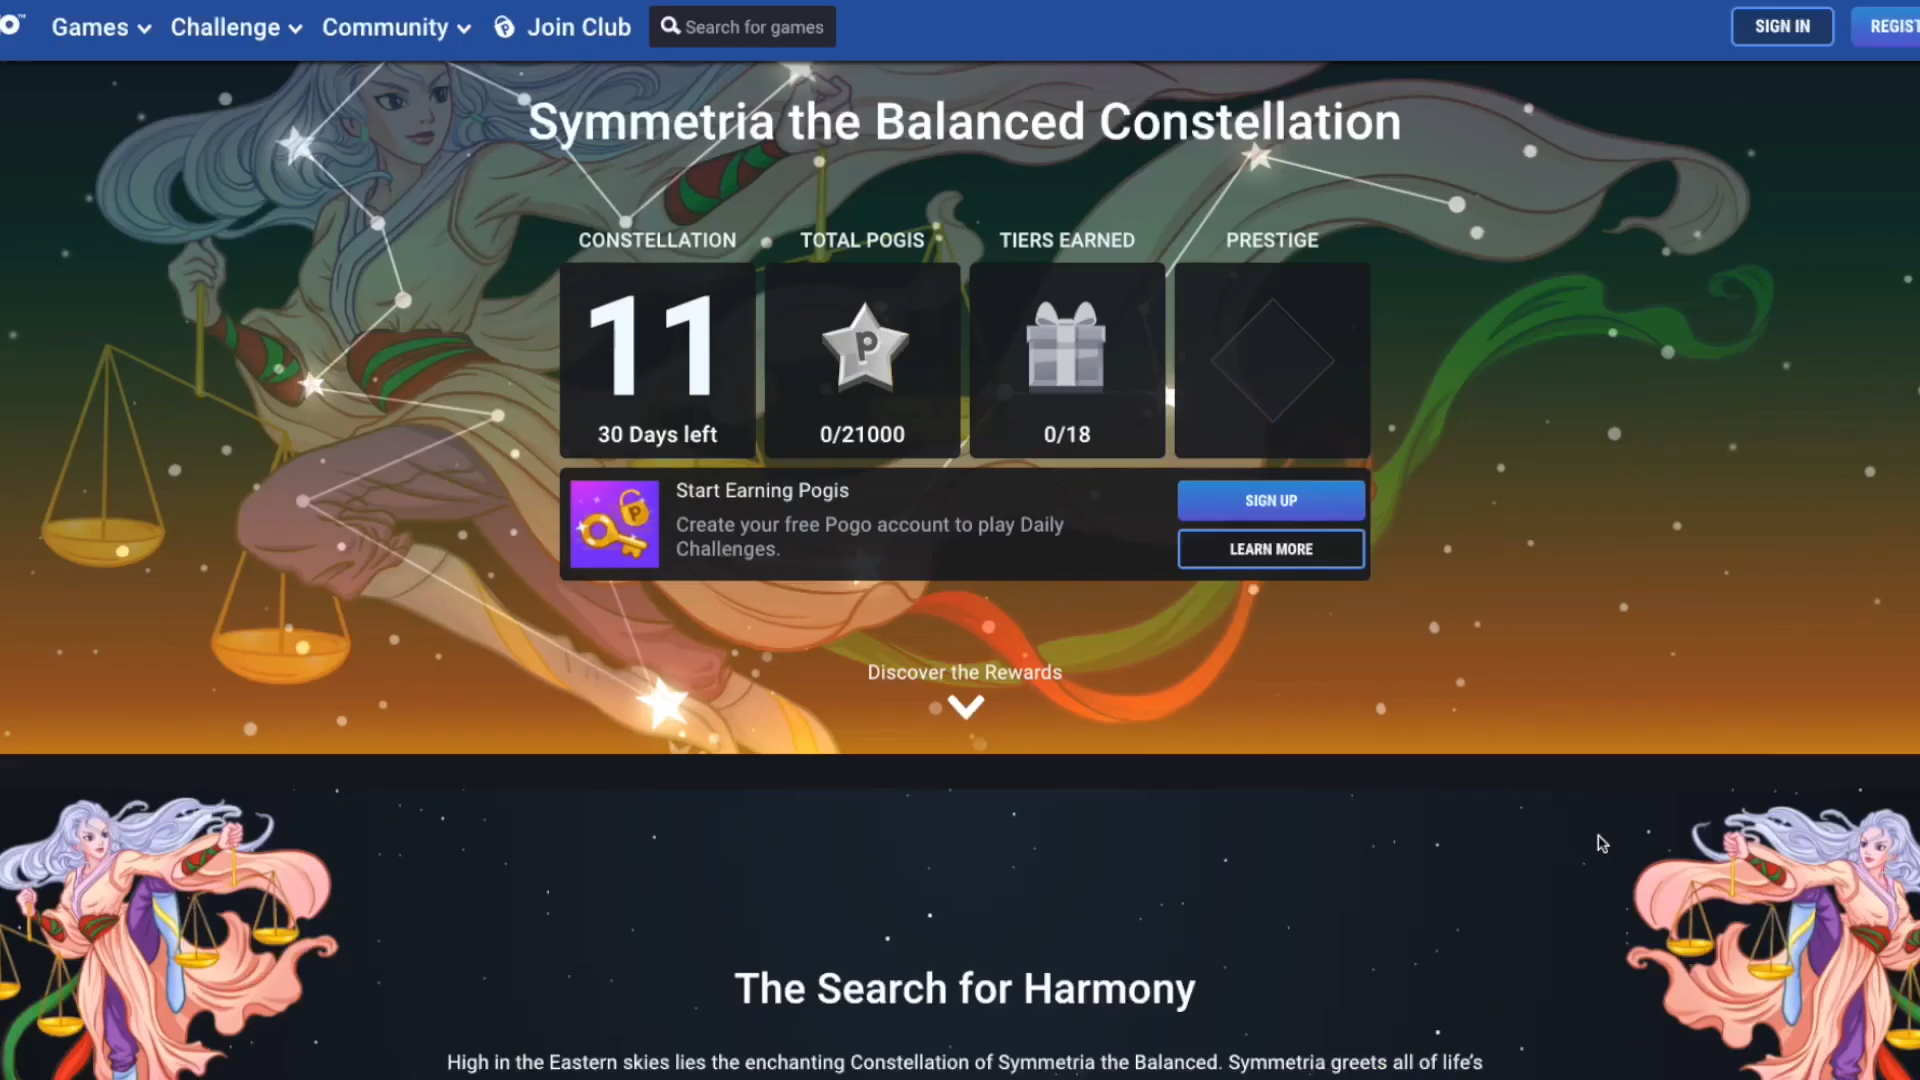 Games Challenge Community Join Club Search for games SIGN IN
Symmetria the Balanced Constellation
CONSTELLATION TOTAL POGIS TIERS EARNED PRESTIGE
11 p
30 Days left 0/21000 0/18
Start Earning Pogis
Create your free Pogo account to play Daily
Challenges.
SIGN UP
LEARN MORE
Discover the Rewards
The Search for Harmony
High in the Eastern skies lies the enchanting Constellation of Symmetria the Balanced. Symmetria greets all of life's